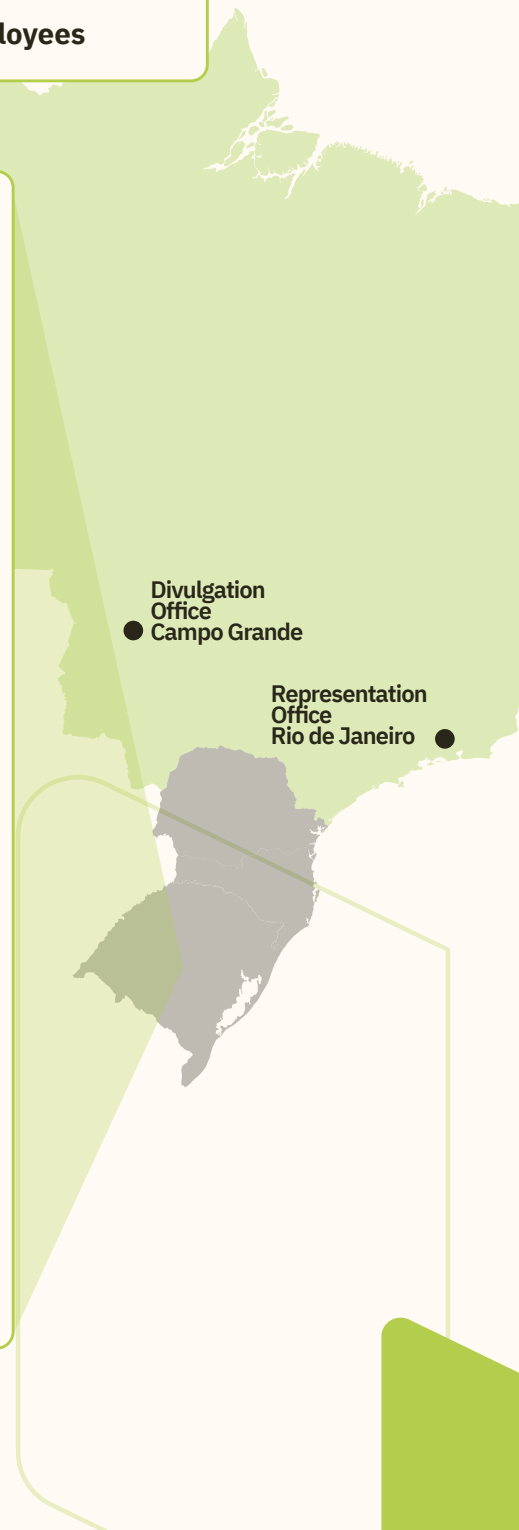 loyees
Divulgation
Office
Campo Grande
Representation
Office
Rio de Janeiro